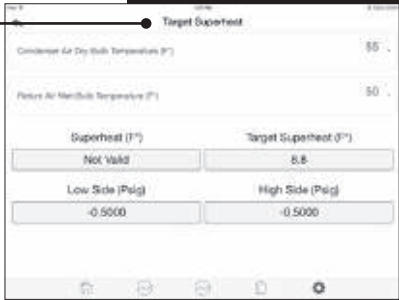 Target Superheat
Condenser Air Dry Bulb Temperature (F°) 55
Return Air Wet Bulb Temperature (F°) 50
Superheat (F°) Target Superheat (F°)
Not Valid 8.8
Low Side (Psig) High Side (Psig)
-0.5000 -0.5000